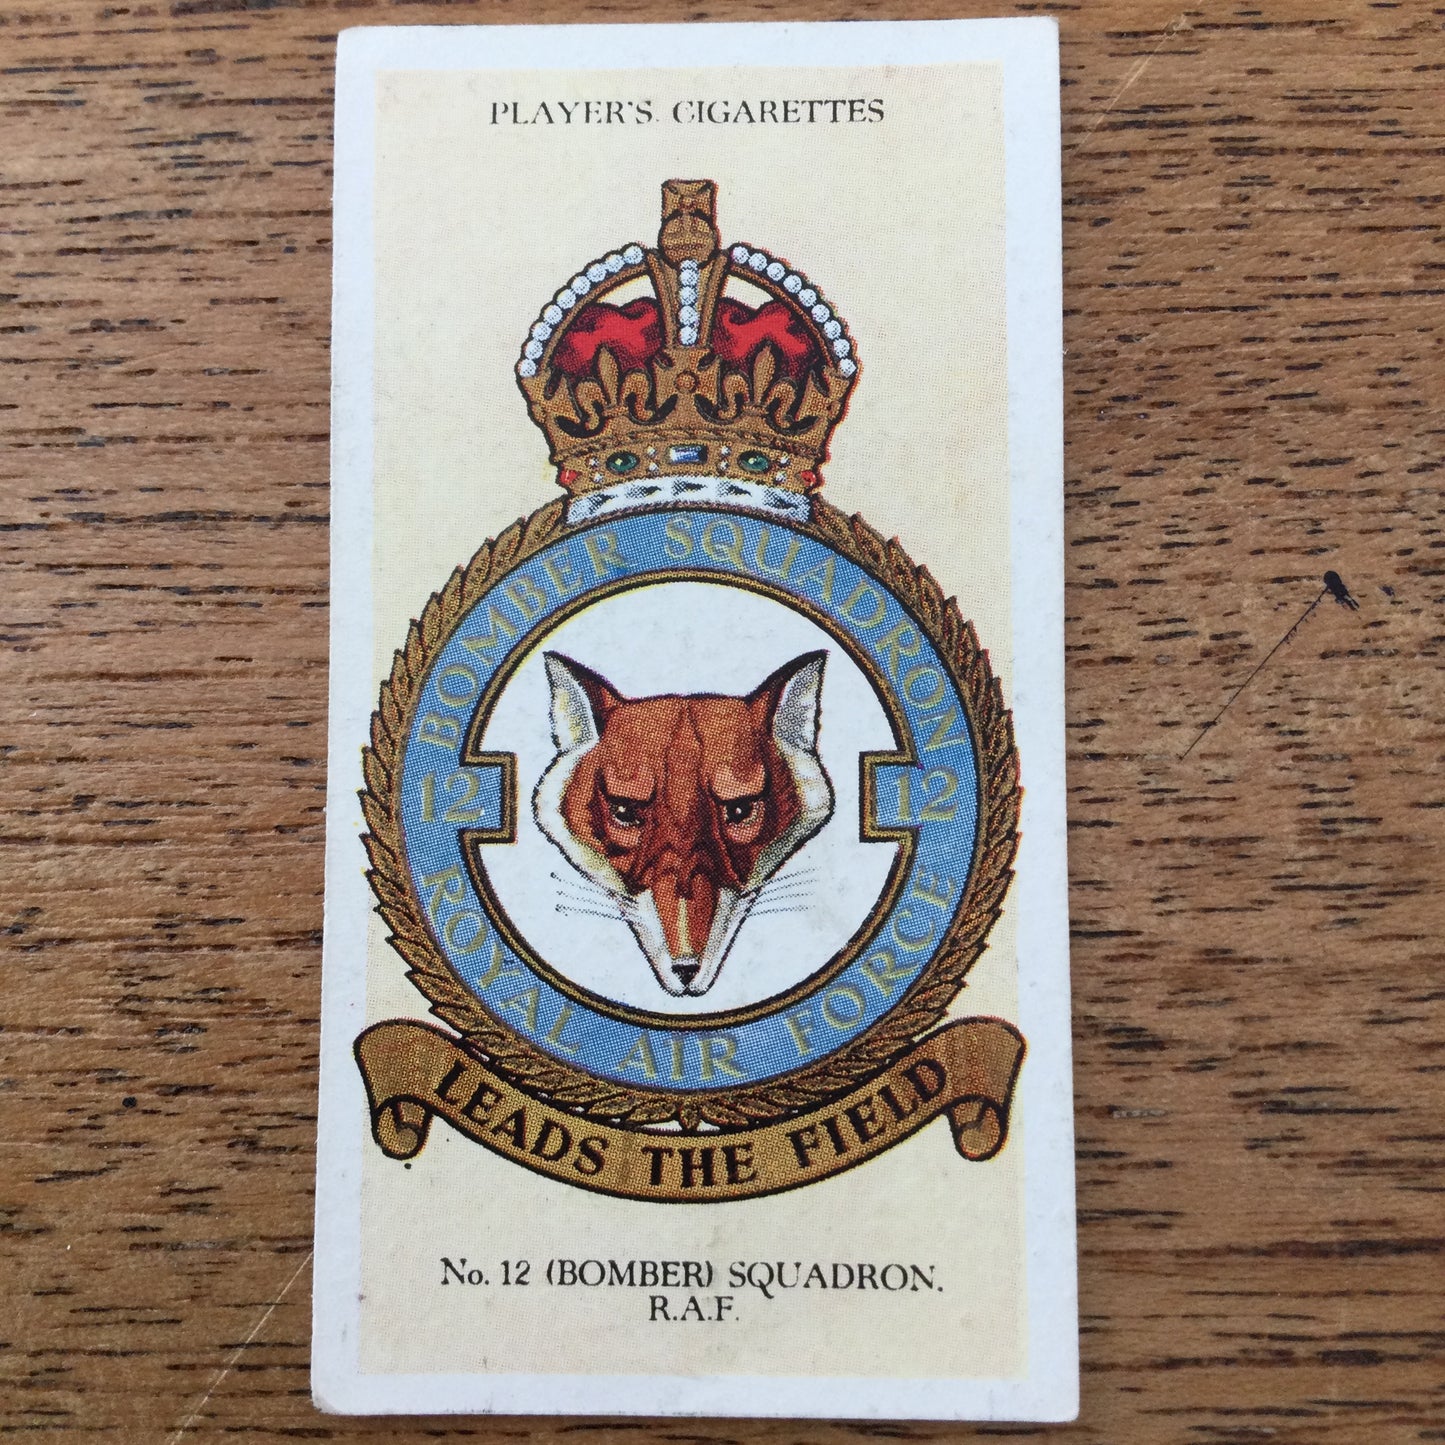 PLAYER'S CIGARETTES
BOMBER SQUADRON
12 12
ROYAL AIR FORCE
LEADS THE FIELD
No. 12 (BOMBER) SQUADRON.
R.A.F.